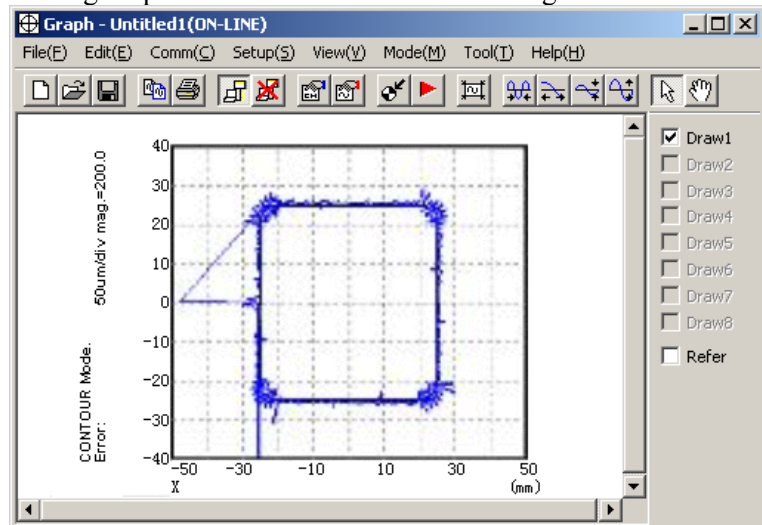 Graph - Untitled1(ON-LINE)
File(F) Edit(E) Comm(C) Setup(S) View(V) Mode(M) Tool(T) Help(H)
50um/div mag.=200.0
CONTOUR Mode.
Error:
40
30
20
10
0
-10
-20
-30
-40
-50 -30 -10 10 30 50
X (mm)
Draw1
Draw2
Draw3
Draw4
Draw5
Draw6
Draw7
Draw8
Refer